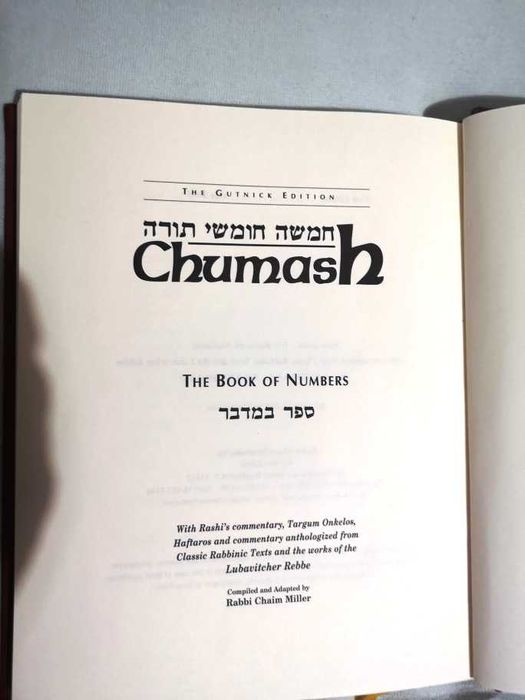 THE GUTNICK EDITION
חמשה חומשי תורה
Chumash
THE BOOK OF NUMBERS
ספר במדבר
With Rashi's commentary, Targum Onkelos,
Haftaros and commentary anthologized from
Classic Rabbinic Texts and the works of the
Lubavitcher Rebbe
Compiled and Adapted by
Rabbi Chaim Miller